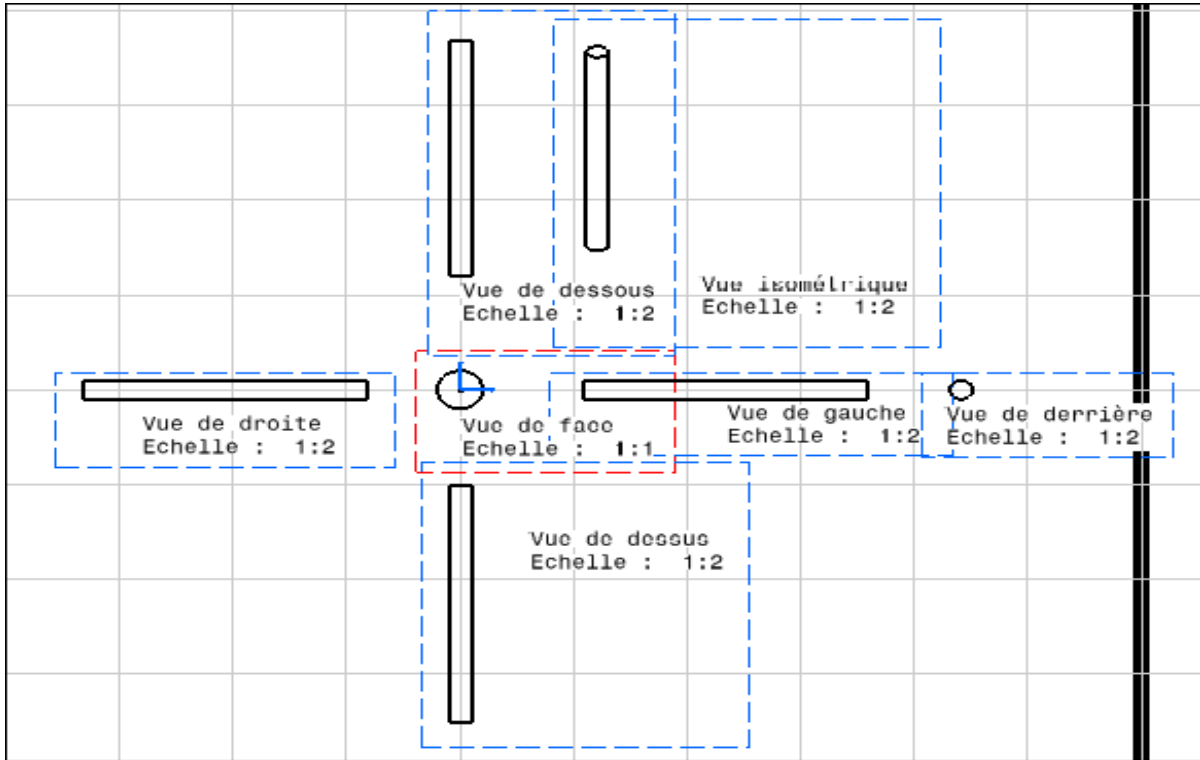 Vue de dessous
Echelle : 1:2
Vue isométrique
Echelle : 1:2
Vue de droite
Echelle : 1:2
Vue de face
Echelle : 1:1
Vue de gauche
Echelle : 1:2
Vue de derrière
Echelle : 1:2
Vue de dessus
Echelle : 1:2